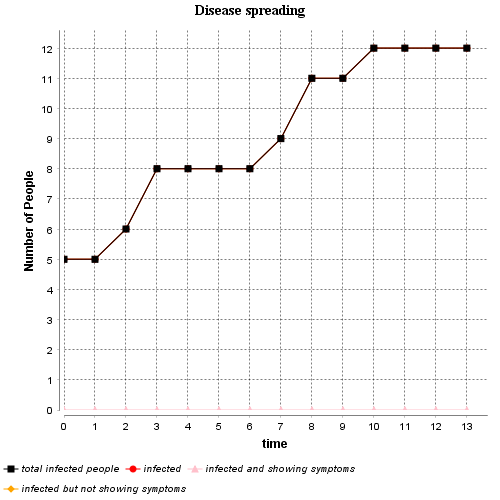 Disease spreading
Number of People
12
11
10
9
8
7
6
5
4
3
2
1
0
0 1 2 3 4 5 6 7 8 9 10 11 12 13
time
total infected people infected infected and showing symptoms
infected but not showing symptoms